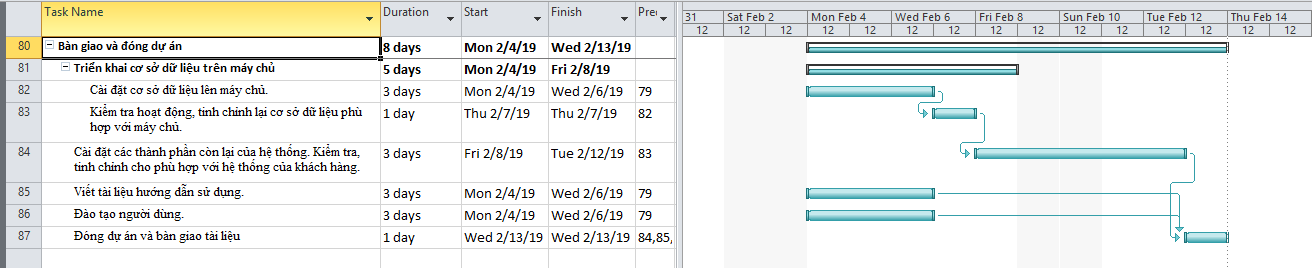 Task Name Duration Start Finish Pred
31 Sat Feb 2 Mon Feb 4 Wed Feb 6 Fri Feb 8 Sun Feb 10 Tue Feb 12 Thu Feb 14
12 12 12 12 12 12 12 12 12 12 12 12 12 12 12
80 Bàn giao và đóng dự án 8 days Mon 2/4/19 Wed 2/13/19
81 Triển khai cơ sở dữ liệu trên máy chủ 5 days Mon 2/4/19 Fri 2/8/19
82 Cài đặt cơ sở dữ liệu lên máy chủ. 3 days Mon 2/4/19 Wed 2/6/19 79
83 Kiểm tra hoạt động, tinh chỉnh lại cơ sở dữ liệu phù 1 day Thu 2/7/19 Thu 2/7/19 82
hợp với máy chủ.
84 Cài đặt các thành phần còn lại của hệ thống. Kiểm tra, 3 days Fri 2/8/19 Tue 2/12/19 83
tinh chỉnh cho phù hợp với hệ thống của khách hàng.
85 Viết tài liệu hướng dẫn sử dụng. 3 days Mon 2/4/19 Wed 2/6/19 79
86 Đào tạo người dùng. 3 days Mon 2/4/19 Wed 2/6/19 79
87 Đóng dự án và bàn giao tài liệu 1 day Wed 2/13/19 Wed 2/13/19 84,85,